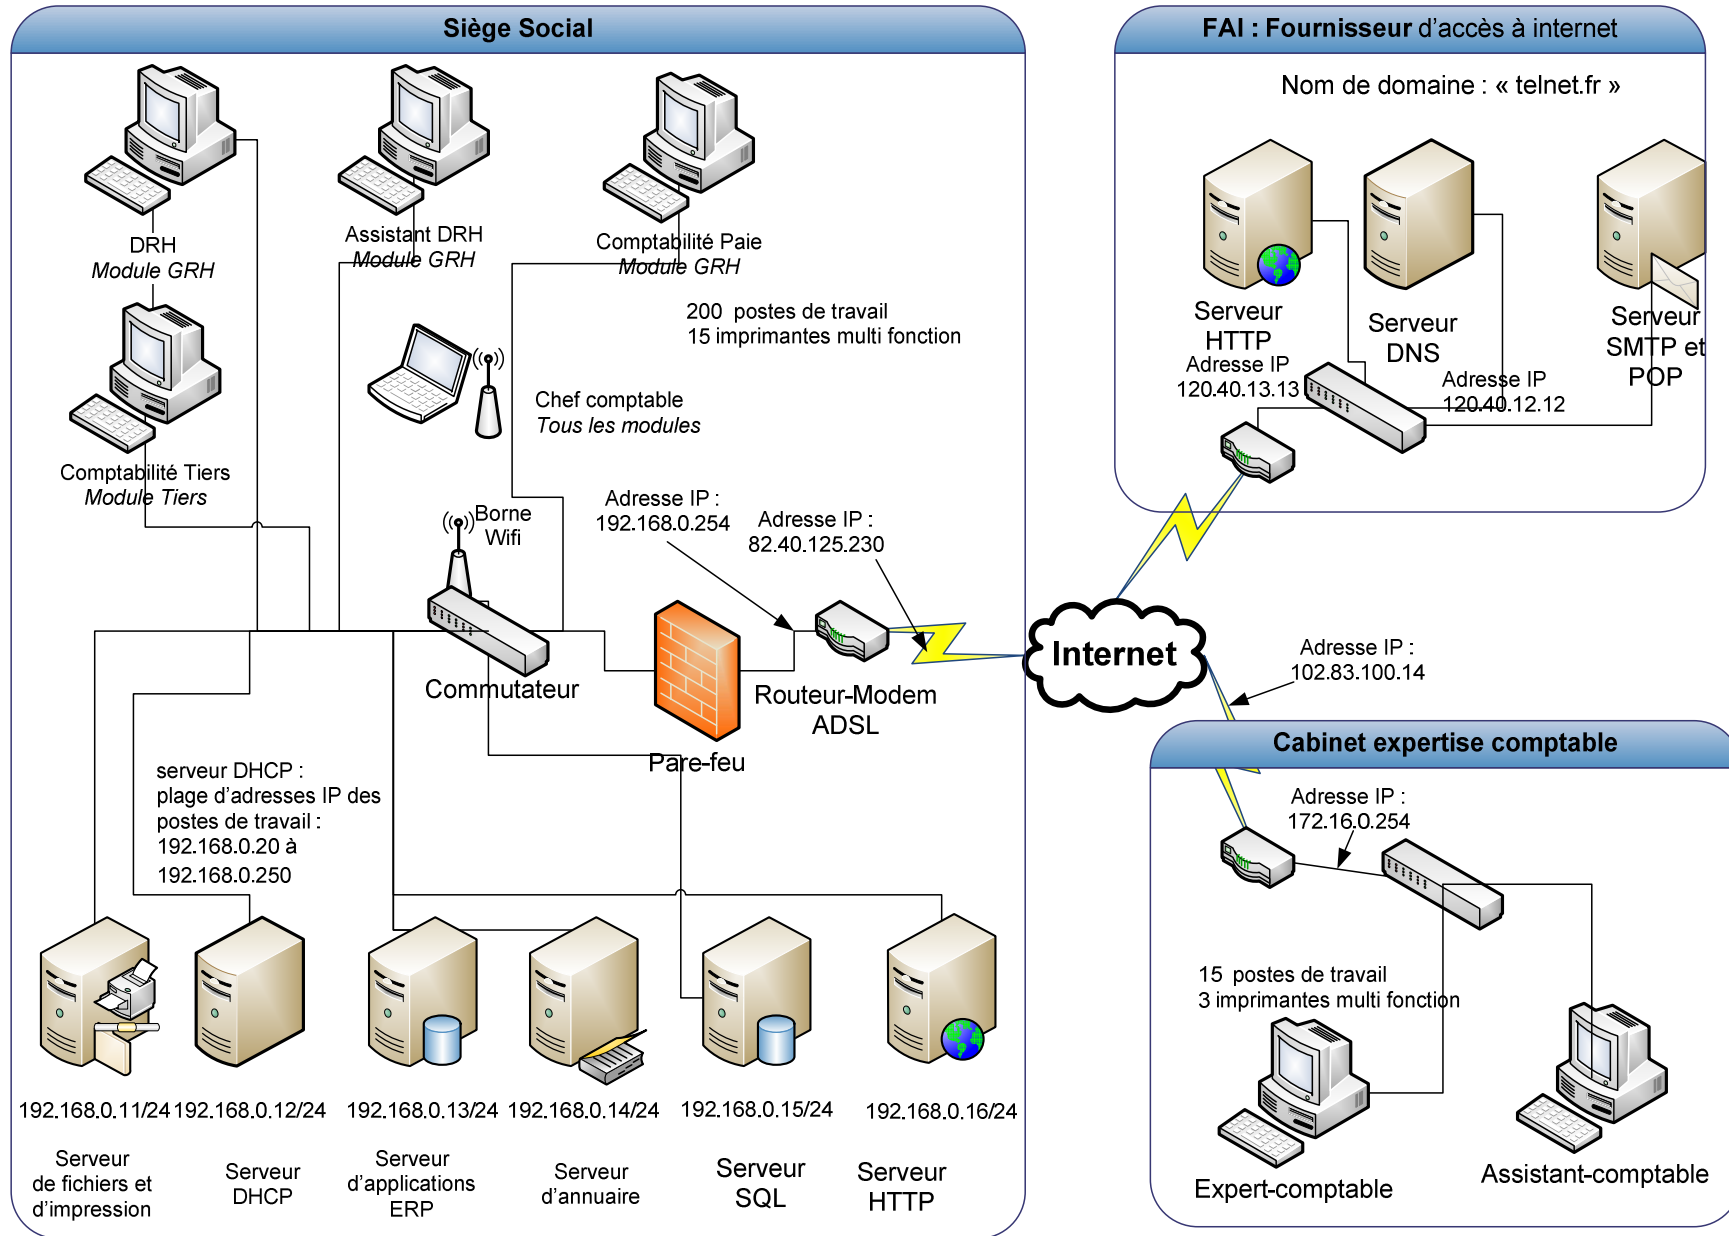 Siège Social
DRH
Module GRH
Assistant DRH
Module GRH
Comptabilité Paie
Module GRH
200 postes de travail
15 imprimantes multi fonction
Chef comptable
Tous les modules
Comptabilité Tiers
Module Tiers
Borne
Wifi
Adresse IP :
192.168.0.254
Adresse IP :
82.40.125.230
Commutateur
Pare-feu
Routeur-Modem
ADSL
serveur DHCP :
plage d'adresses IP des
postes de travail :
192.168.0.20 à
192.168.0.250
192.168.0.11/24
192.168.0.12/24
192.168.0.13/24
192.168.0.14/24
192.168.0.15/24
192.168.0.16/24
Serveur
de fichiers et
d'impression
Serveur
DHCP
Serveur
d'applications
ERP
Serveur
d'annuaire
Serveur
SQL
Serveur
HTTP
Internet
FAI : Fournisseur d'accès à internet
Nom de domaine : « telnet.fr »
Serveur
HTTP
Adresse IP
120.40.13.13
Serveur
DNS
Adresse IP
120.40.12.12
Serveur
SMTP et
POP
Adresse IP :
102.83.100.14
Cabinet expertise comptable
Adresse IP :
172.16.0.254
15 postes de travail
3 imprimantes multi fonction
Expert-comptable
Assistant-comptable